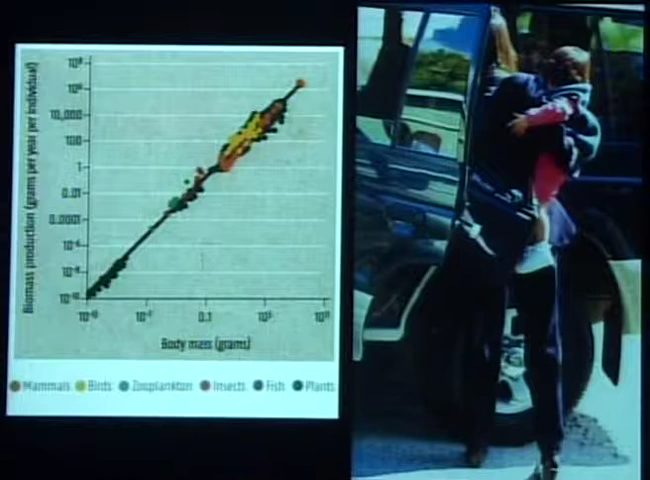 Biomass production (grams per year per individual)
10,000
100
1
0.01
0.0001
0.1
Body mass (grams)
Mammals Birds Zooplankton Insects Fish Plants